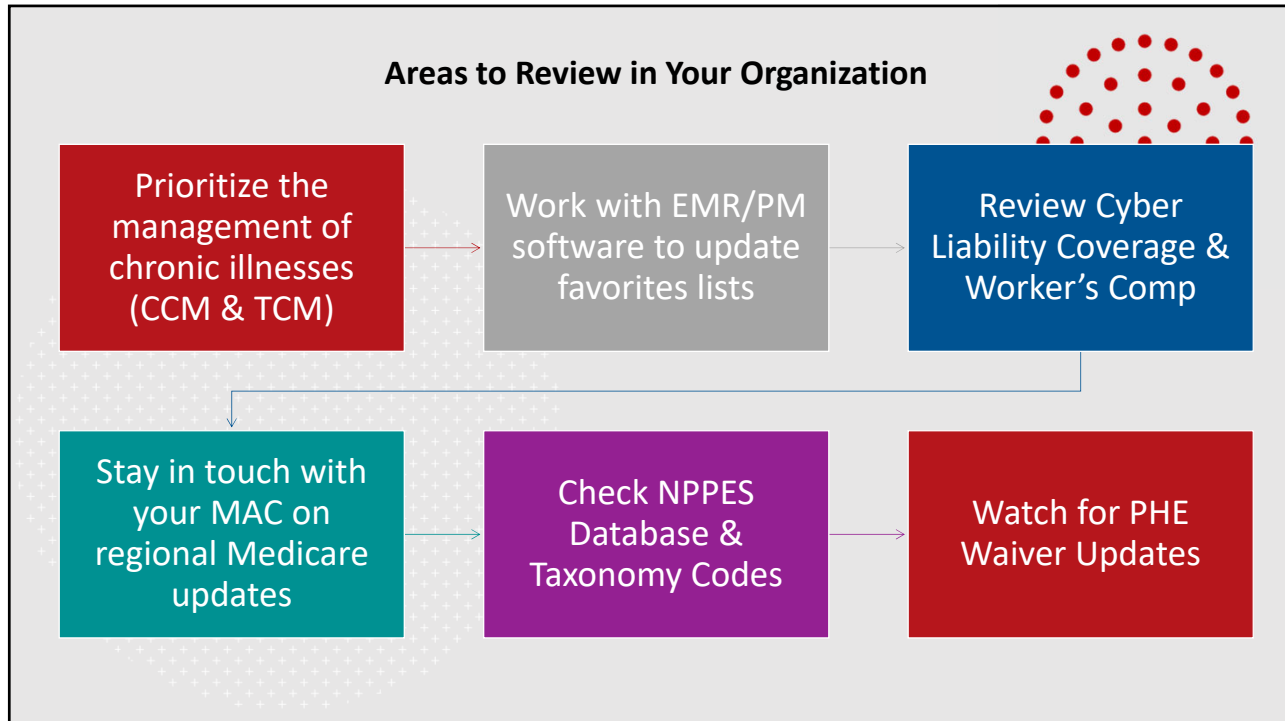 Areas to Review in Your Organization
Prioritize the
management of
chronic illnesses
(CCM & TCM)
Work with EMR/PM
software to update
favorites lists
Review Cyber
Liability Coverage &
Worker’s Comp
Stay in touch with
your MAC on
regional Medicare
updates
Check NPPES
Database &
Taxonomy Codes
Watch for PHE
Waiver Updates